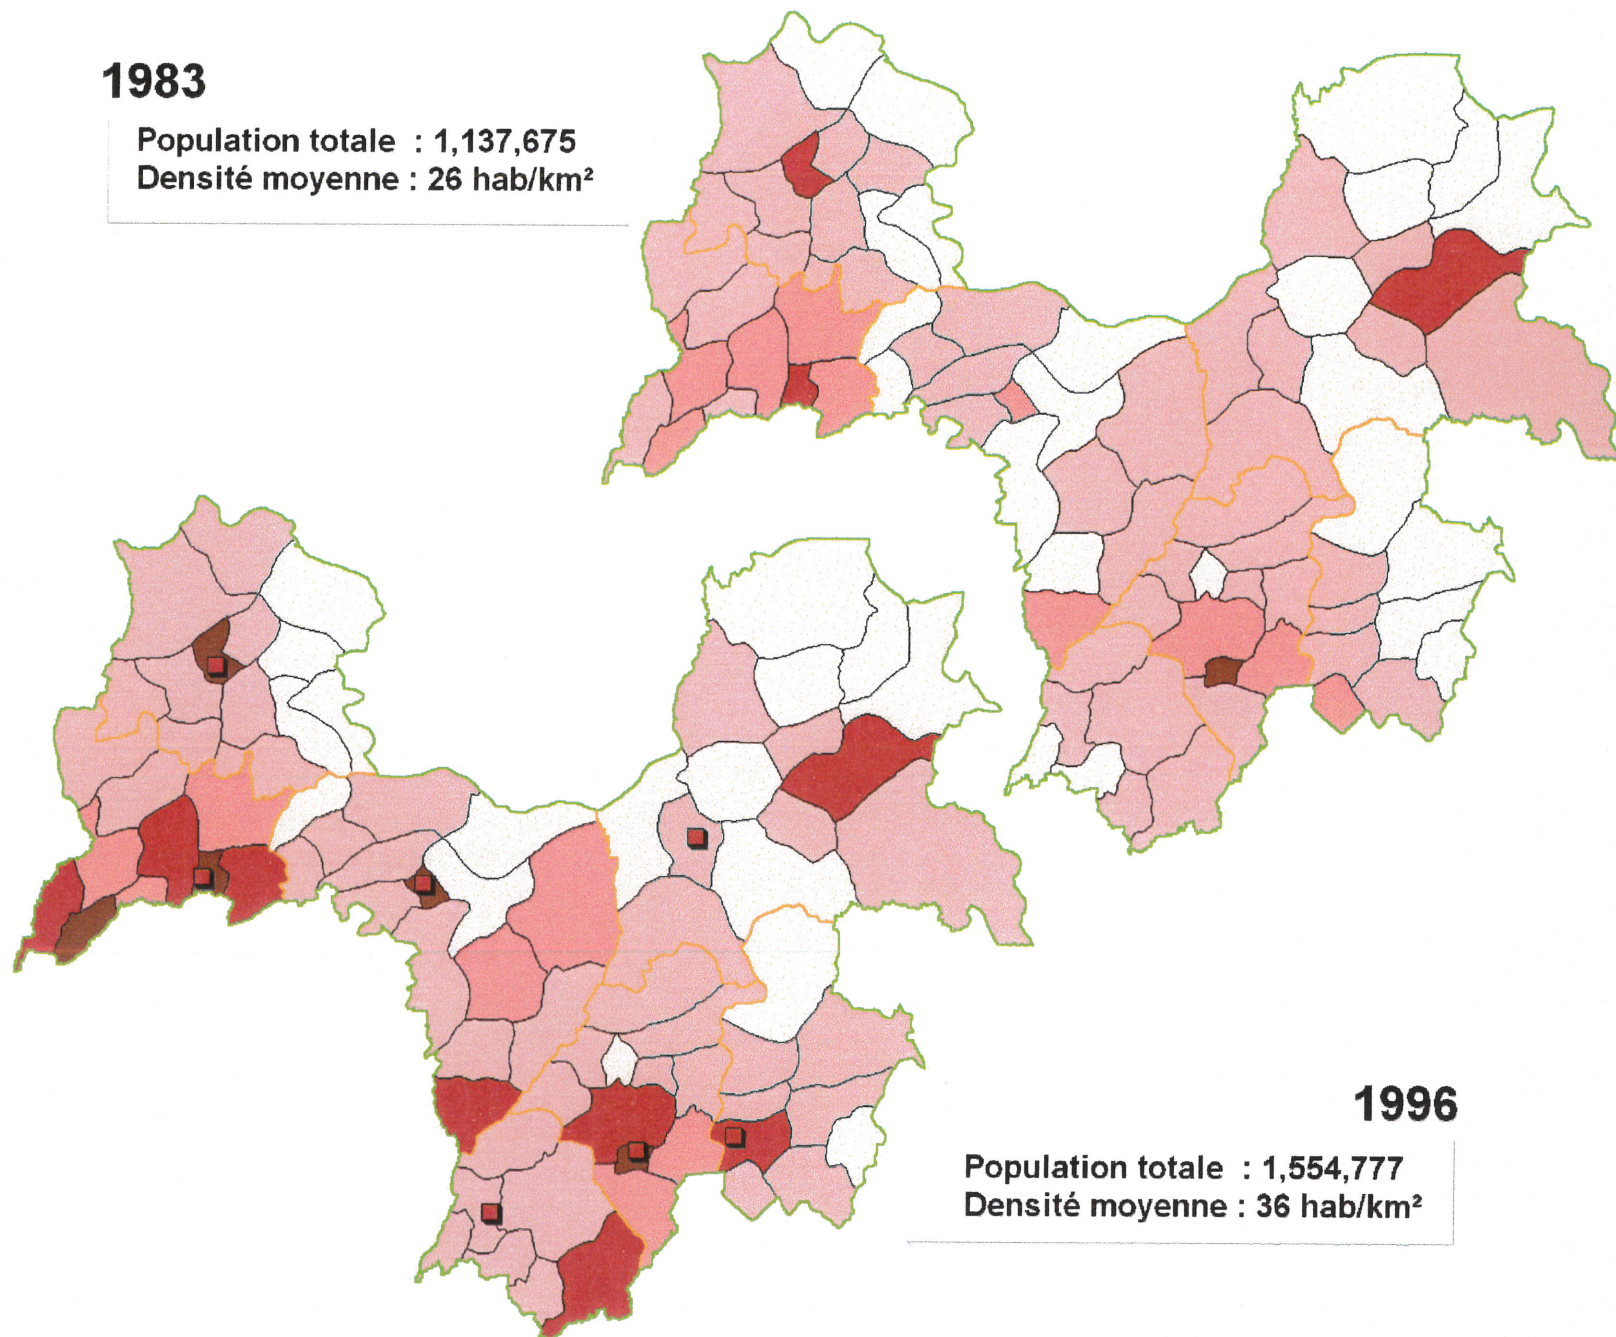 1983
Population totale : 1,137,675
Densité moyenne : 26 hab/km²
1996
Population totale : 1,554,777
Densité moyenne : 36 hab/km²